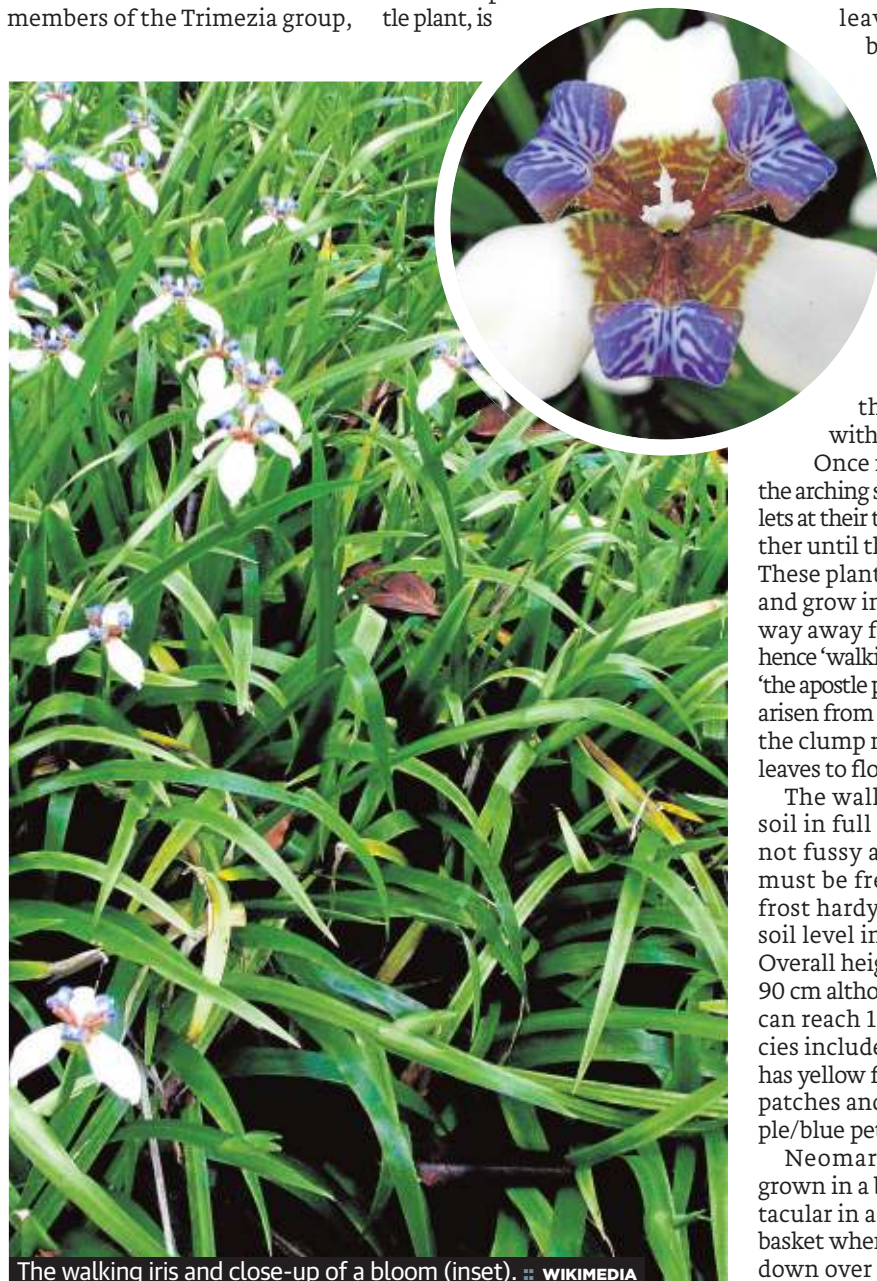 members of the Trimezia group,
tle plant, is
leav
b
th
with
Once
the arching s
lets at their t
ther until th
These plant
and grow in
way away f
hence ‘walki
‘the apostle p
arisen from
the clump
leaves to flo
The wall
soil in full
not fussy a
must be fre
frost hardy
soil level in
Overall heig
90 cm altho
can reach 1
cies include
has yellow f
patches and
ple/blue pe
Neomar
grown in a b
tacular in a
basket wher
down over
The walking iris and close-up of a bloom (inset). :: WIKIMEDIA